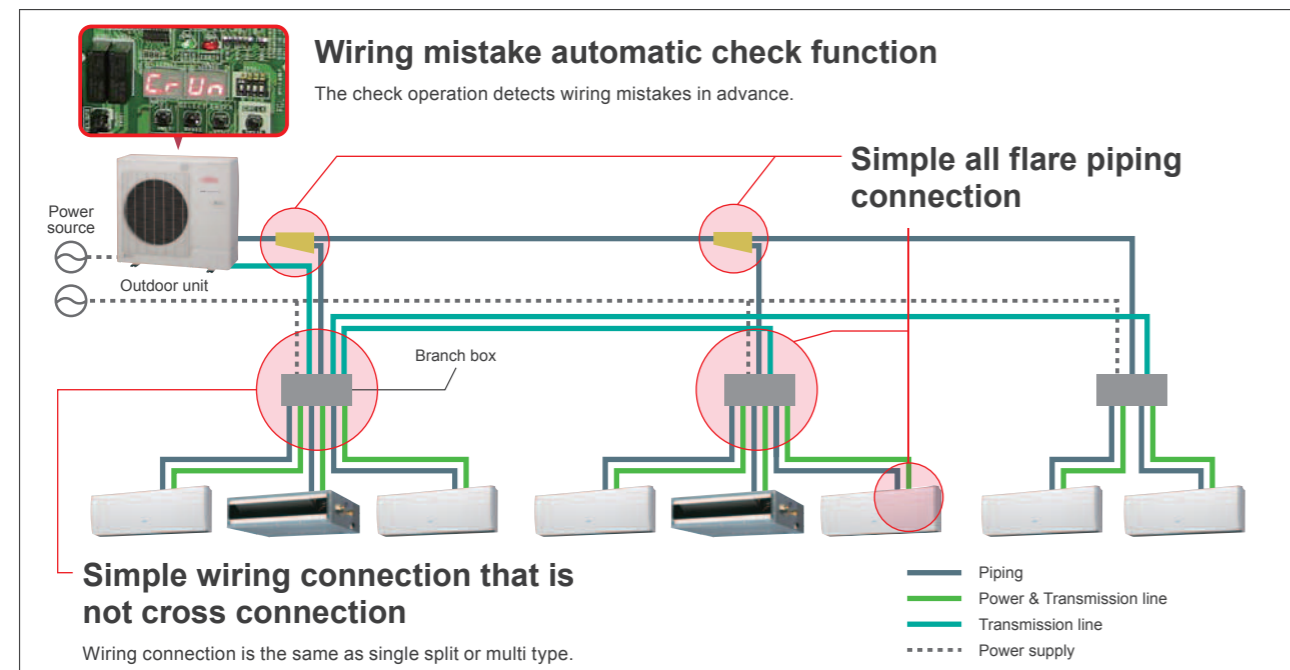 Wiring mistake automatic check function
The check operation detects wiring mistakes in advance.
Cr Un
Simple all flare piping
connection
Power
source
Outdoor unit
Branch box
Simple wiring connection that is
not cross connection
Wiring connection is the same as single split or multi type.
Piping
Power & Transmission line
Transmission line
Power supply